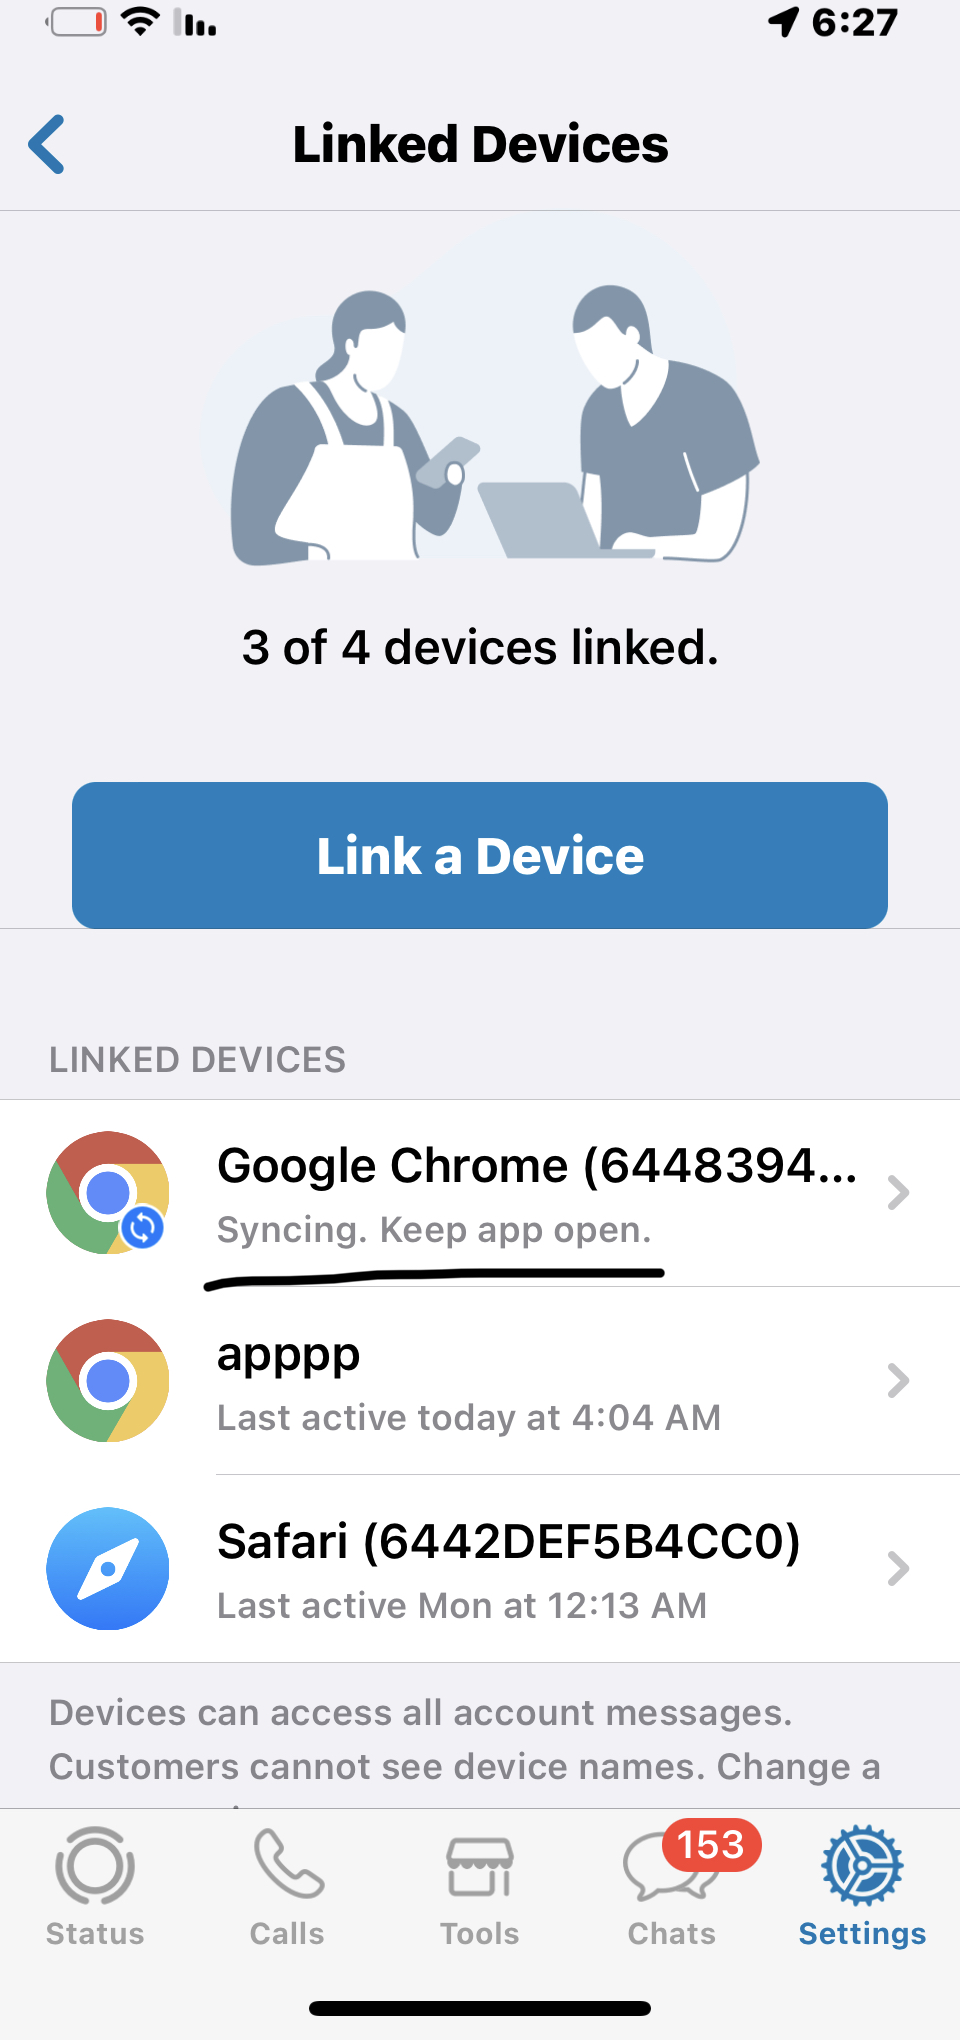 6:27
Linked Devices
3 of 4 devices linked.
Link a Device
LINKED DEVICES
Google Chrome (6448394...
Syncing. Keep app open.
apppp
Last active today at 4:04 AM
Safari (6442DEF5B4CC0)
Last active Mon at 12:13 AM
Devices can access all account messages.
Customers cannot see device names. Change a
153
Status Calls Tools Chats Settings